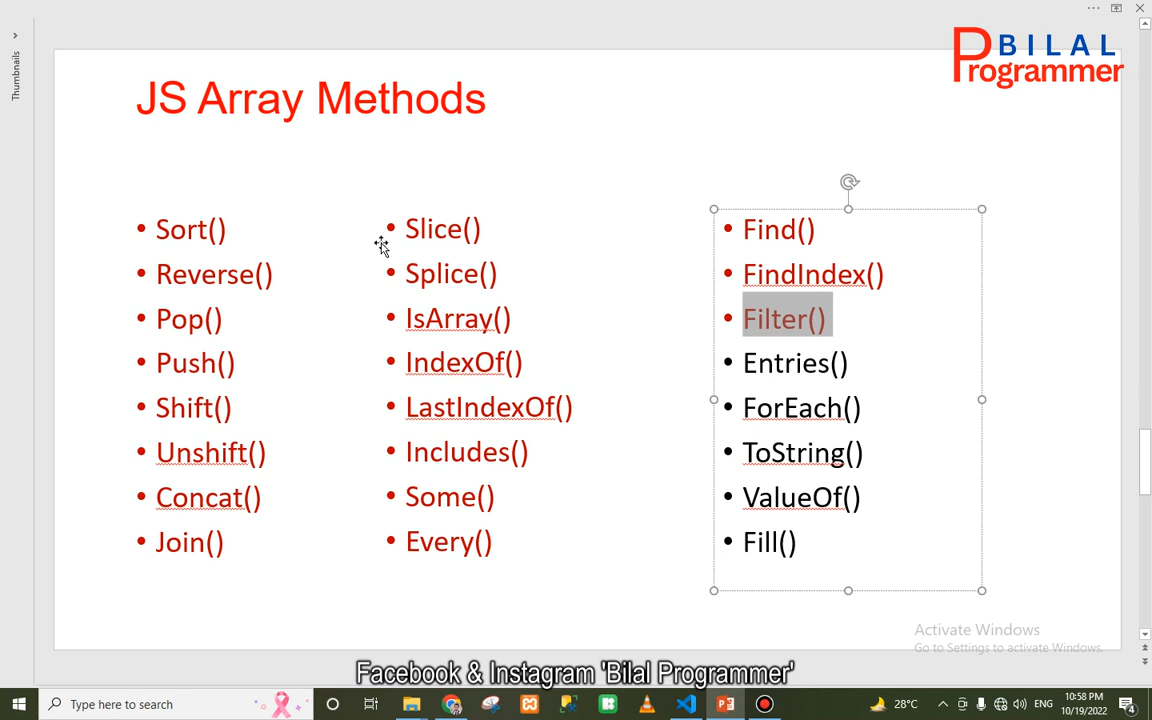 BILAL
Programmer
Thumbnails
JS Array Methods
• Sort()
• Reverse()
• Pop()
• Push()
• Shift()
• Unshift()
• Concat()
• Join()
• Slice()
• Splice()
• IsArray()
• IndexOf()
• LastIndexOf()
• Includes()
• Some()
• Every()
• Find()
• FindIndex()
• Filter()
• Entries()
• ForEach()
• ToString()
• ValueOf()
• Fill()
Activate Windows
Go to Settings to activate Windows.
Facebook & Instagram 'Bilal Programmer'
Type here to search
28°C
ENG
10:58 PM
10/19/2022
4